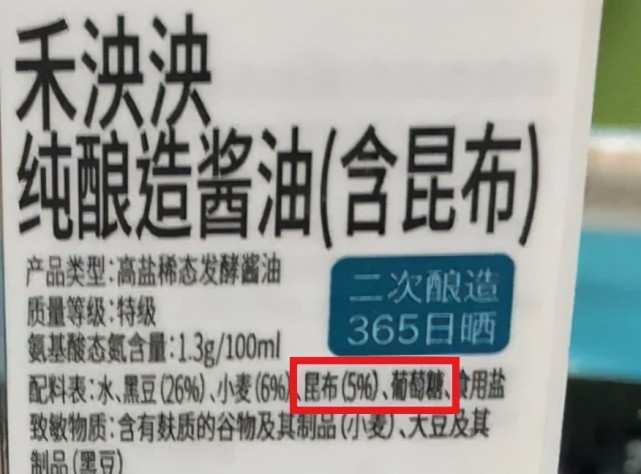 禾泱泱
纯酿造酱油(含昆布)
产品类型:高盐稀态发酵酱油
质量等级:特级
氨基酸态氮含量:1.3g/100ml
二次酿造
365日晒
配料表:水、黑豆(26%)、小麦(6%)、昆布(5%)、葡萄糖、食用盐
致敏物质:含有麸质的谷物及其制品(小麦)、大豆及其
制品(黑豆)